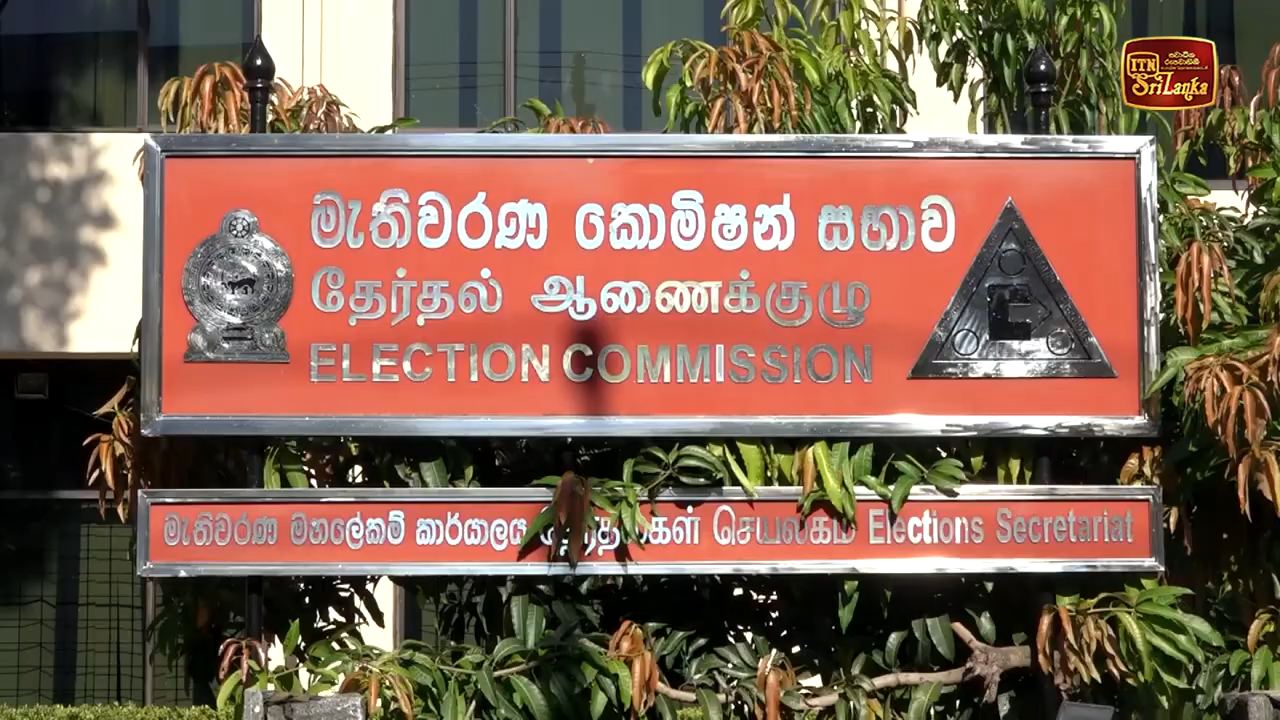 ITN
Sri Lanka
මැතිවරණ කොමිෂන් සභාව
தேர்தல் ஆணைக்குழு
ELECTION COMMISSION
E
මැතිවරණ මහලේකම් කාර්යාලය செயலகம் Elections Secretariat